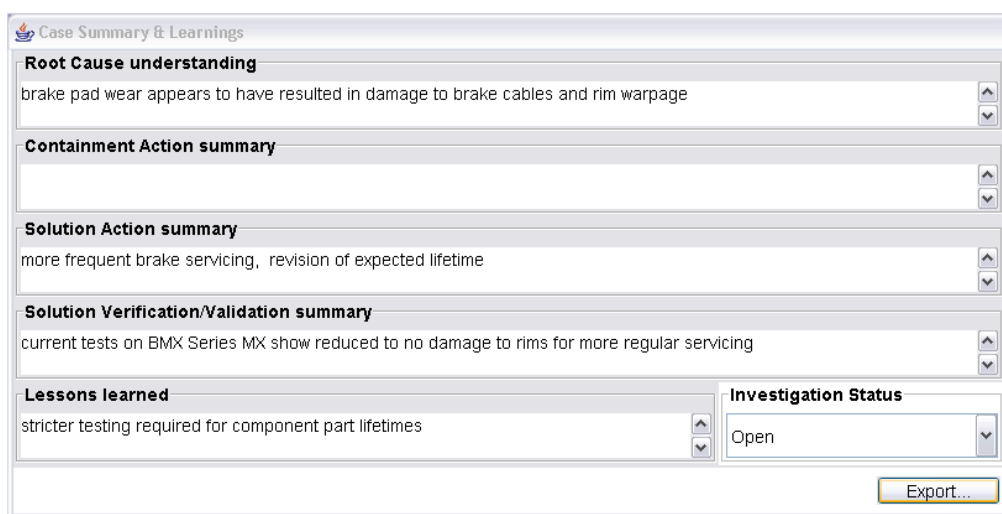 Case Summary & Learnings
Root Cause understanding
brake pad wear appears to have resulted in damage to brake cables and rim warpage
Containment Action summary
Solution Action summary
more frequent brake servicing, revision of expected lifetime
Solution Verification/Validation summary
current tests on BMX Series MX show reduced to no damage to rims for more regular servicing
Lessons learned
stricter testing required for component part lifetimes
Investigation Status
Open
Export...